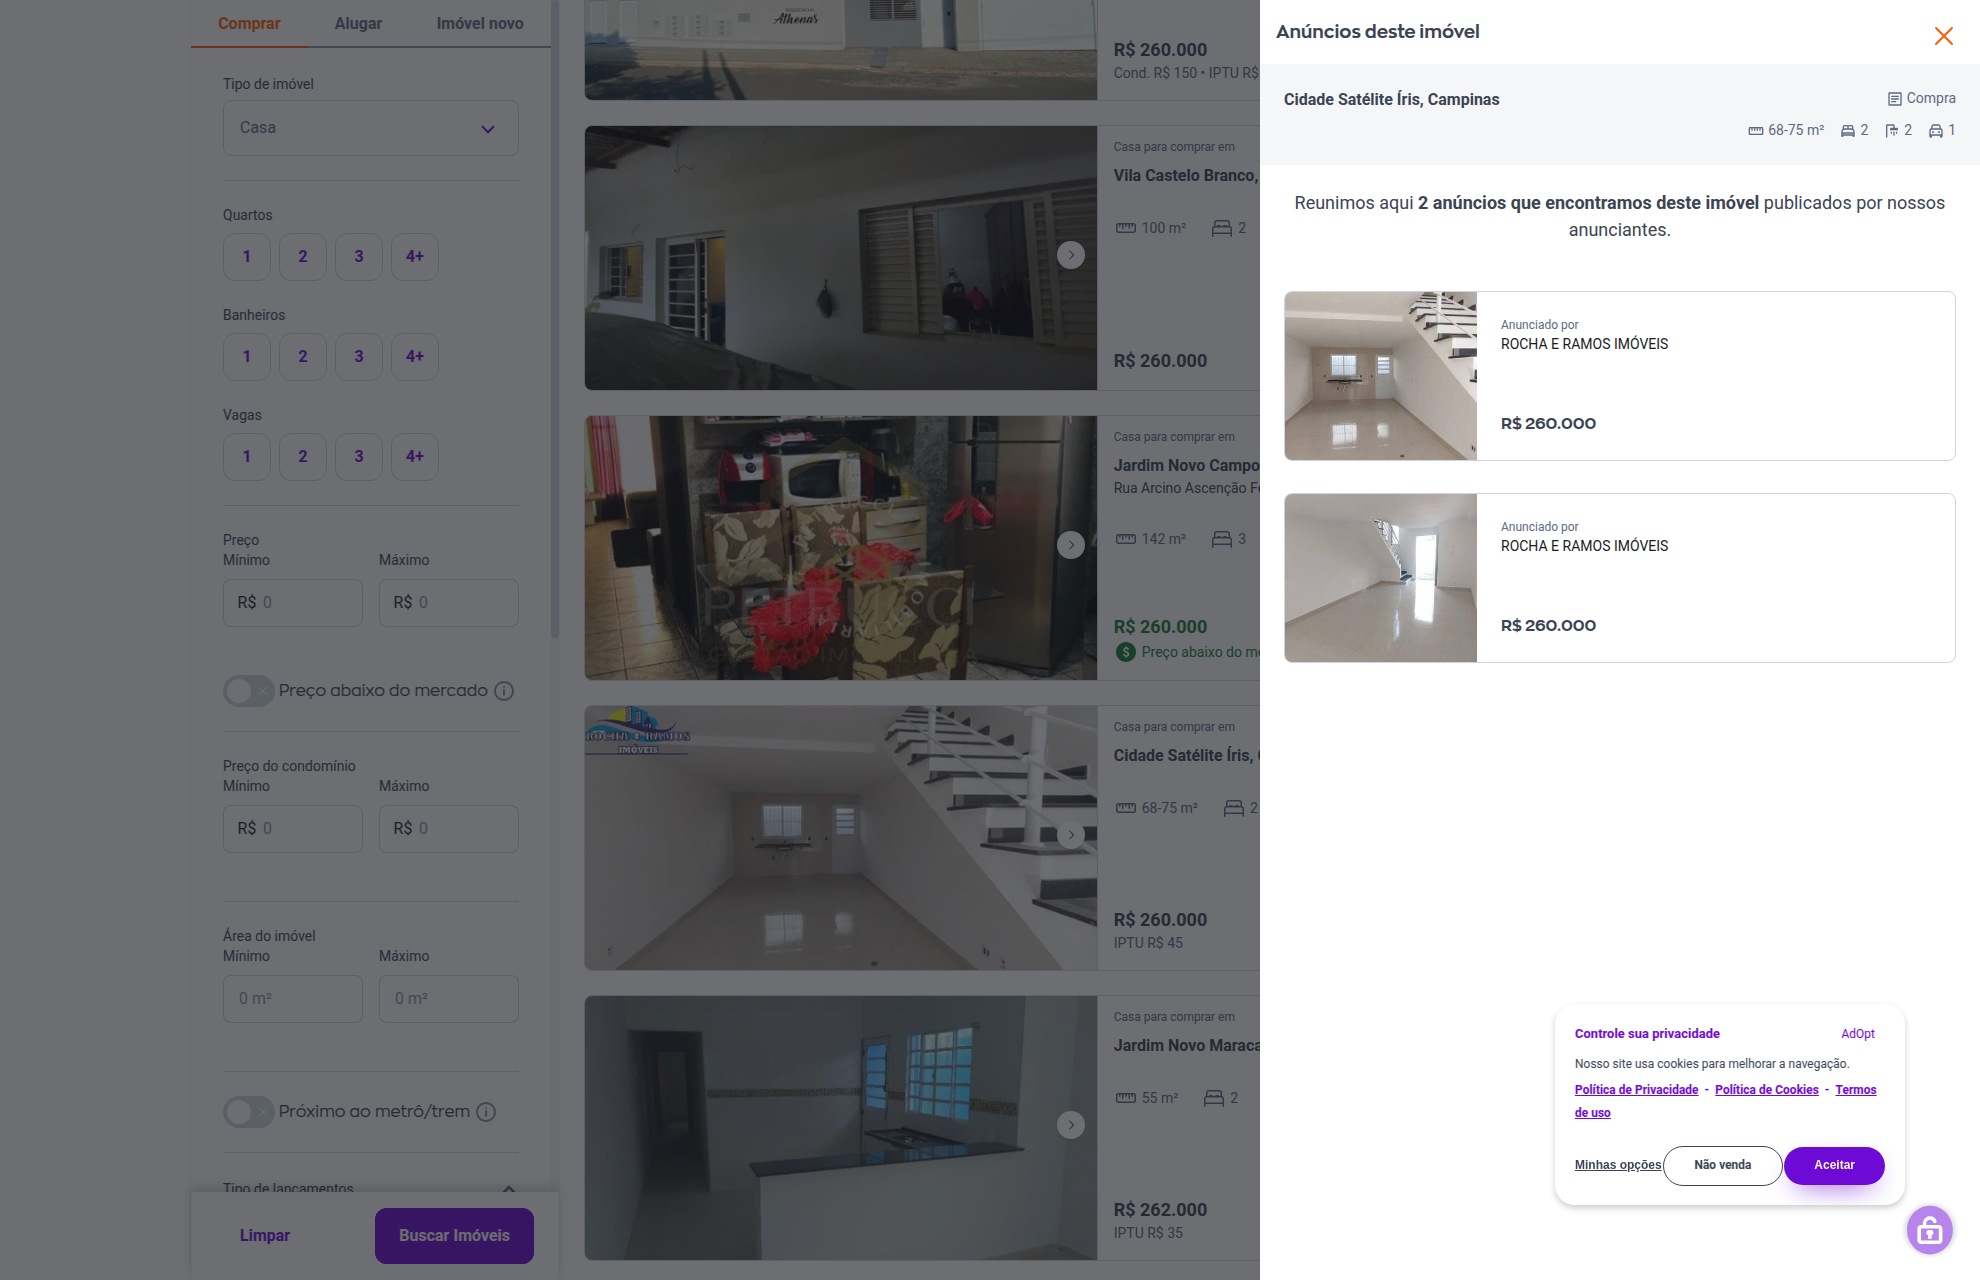 Comprar
Alugar
Imóvel novo
Tipo de imóvel
Casa
Quartos
1
2
3
4+
Banheiros
1
2
3
4+
Vagas
1
2
3
4+
Preço
Mínimo
Máximo
R$ 0
R$ 0
Preço abaixo do mercado
Preço do condomínio
Mínimo
Máximo
R$ 0
R$ 0
Área do imóvel
Mínimo
Máximo
0 m²
0 m²
Próximo ao metrô/trem
Tipo de lançamentos
Limpar
Buscar Imóveis
Athenas
R$ 260.000
Cond. R$ 150 • IPTU R$
Casa para comprar em
Vila Castelo Branco,
100 m²
2
R$ 260.000
Casa para comprar em
Jardim Novo Campo
Rua Arcino Ascenção Fe
142 m²
3
R$ 260.000
Preço abaixo do me
ROCHA e RAMOS
IMÓVEIS
Casa para comprar em
Cidade Satélite Íris,
68-75 m²
2
R$ 260.000
IPTU R$ 45
Casa para comprar em
Jardim Novo Maraca
55 m²
2
R$ 262.000
IPTU R$ 35
Anúncios deste imóvel
Cidade Satélite Íris, Campinas
Compra
68-75 m²
2
2
1
Reunimos aqui 2 anúncios que encontramos deste imóvel publicados por nossos
anunciantes.
Anunciado por
ROCHA E RAMOS IMÓVEIS
R$ 260.000
Anunciado por
ROCHA E RAMOS IMÓVEIS
R$ 260.000
Controle sua privacidade
AdOpt
Nosso site usa cookies para melhorar a navegação.
Política de Privacidade - Política de Cookies - Termos
de uso
Minhas opções
Não venda
Aceitar